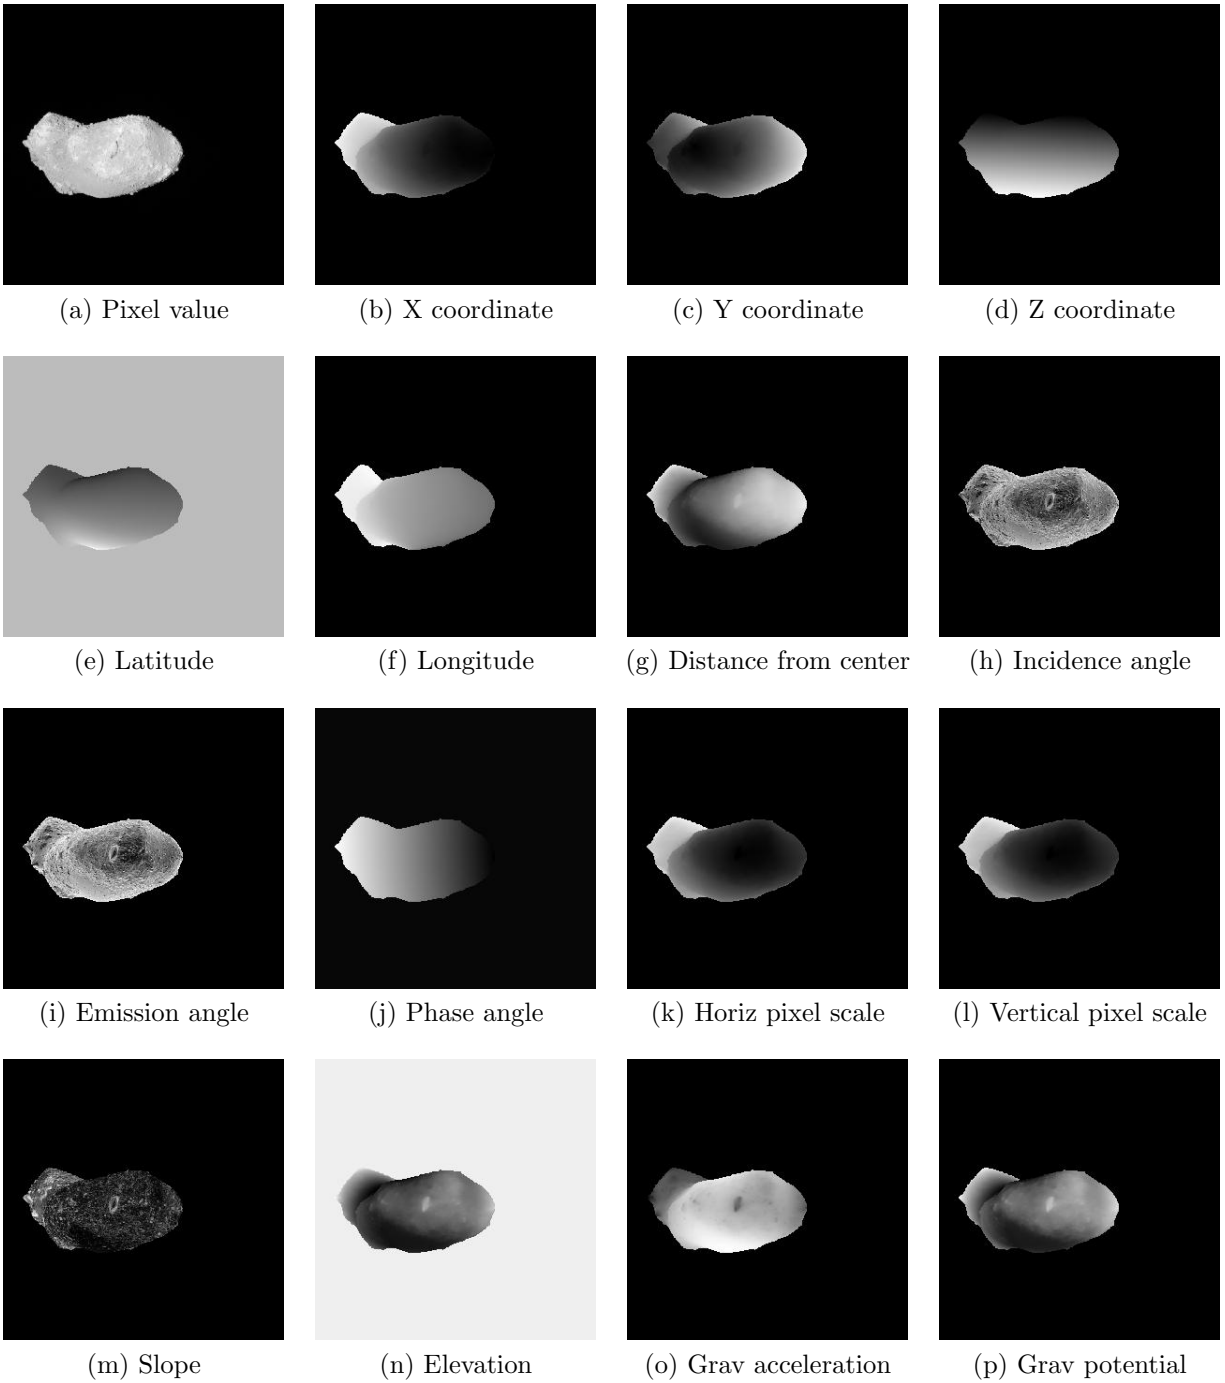 (a) Pixel value
(b) X coordinate
(c) Y coordinate
(d) Z coordinate
(e) Latitude
(f) Longitude
(g) Distance from center
(h) Incidence angle
(i) Emission angle
(j) Phase angle
(k) Horiz pixel scale
(l) Vertical pixel scale
(m) Slope
(n) Elevation
(o) Grav acceleration
(p) Grav potential